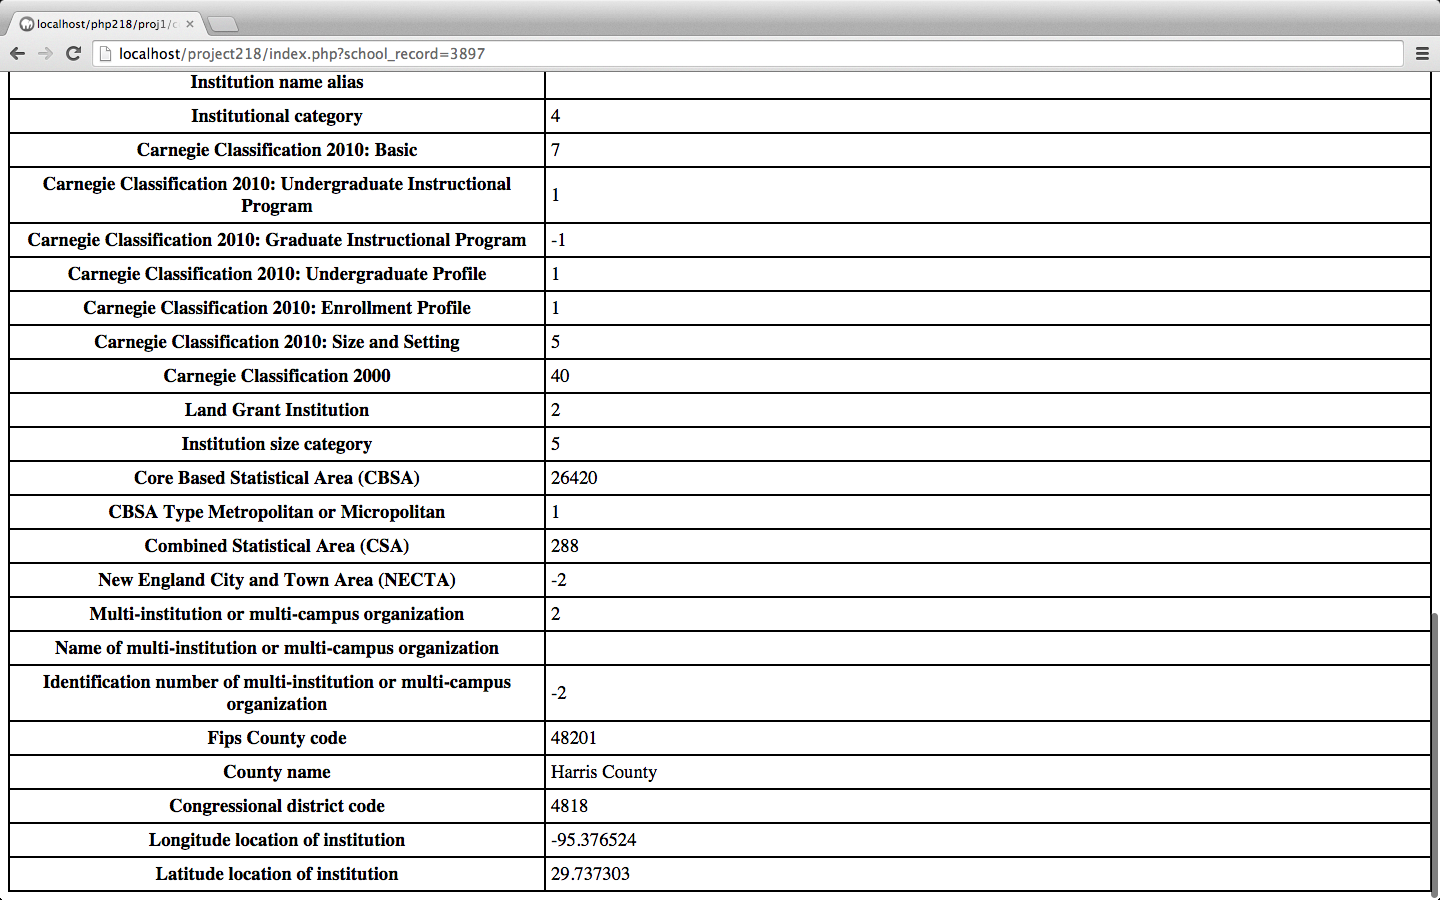 localhost/php218/proj1/c
localhost/project218/index.php?school_record=3897
Institution name alias
Institutional category 4
Carnegie Classification 2010: Basic 7
Carnegie Classification 2010: Undergraduate Instructional
Program 1
Carnegie Classification 2010: Graduate Instructional Program -1
Carnegie Classification 2010: Undergraduate Profile 1
Carnegie Classification 2010: Enrollment Profile 1
Carnegie Classification 2010: Size and Setting 5
Carnegie Classification 2000 40
Land Grant Institution 2
Institution size category 5
Core Based Statistical Area (CBSA) 26420
CBSA Type Metropolitan or Micropolitan 1
Combined Statistical Area (CSA) 288
New England City and Town Area (NECTA) -2
Multi-institution or multi-campus organization 2
Name of multi-institution or multi-campus organization
Identification number of multi-institution or multi-campus
organization -2
Fips County code 48201
County name Harris County
Congressional district code 4818
Longitude location of institution -95.376524
Latitude location of institution 29.737303